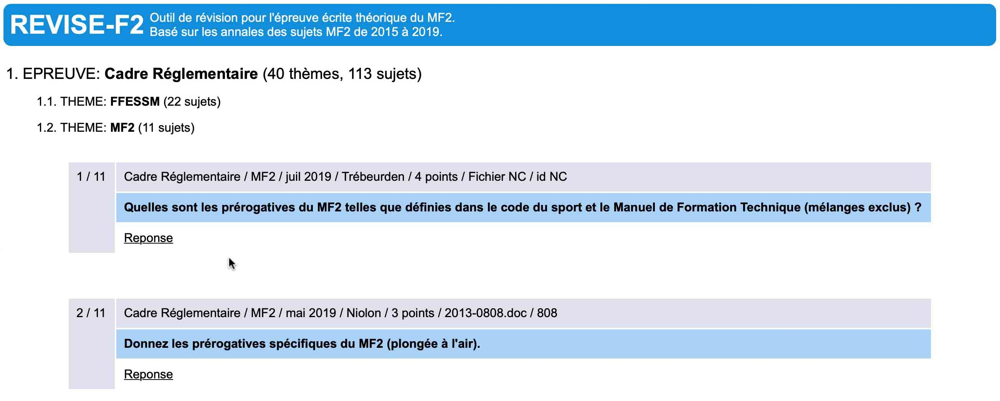 REVISE-F2
Outil de révision pour l'épreuve écrite théorique du MF2.
Basé sur les annales des sujets MF2 de 2015 à 2019.
1. EPREUVE: Cadre Réglementaire (40 thèmes, 113 sujets)
1.1. THEME: FFESSM (22 sujets)
1.2. THEME: MF2 (11 sujets)
1 / 11
Cadre Réglementaire / MF2 / juil 2019 / Trébeurden / 4 points / Fichier NC / id NC
Quelles sont les prérogatives du MF2 telles que définies dans le code du sport et le Manuel de Formation Technique (mélanges exclus) ?
Reponse
2 / 11
Cadre Réglementaire / MF2 / mai 2019 / Niolon / 3 points / 2013-0808.doc / 808
Donnez les prérogatives spécifiques du MF2 (plongée à l'air).
Reponse